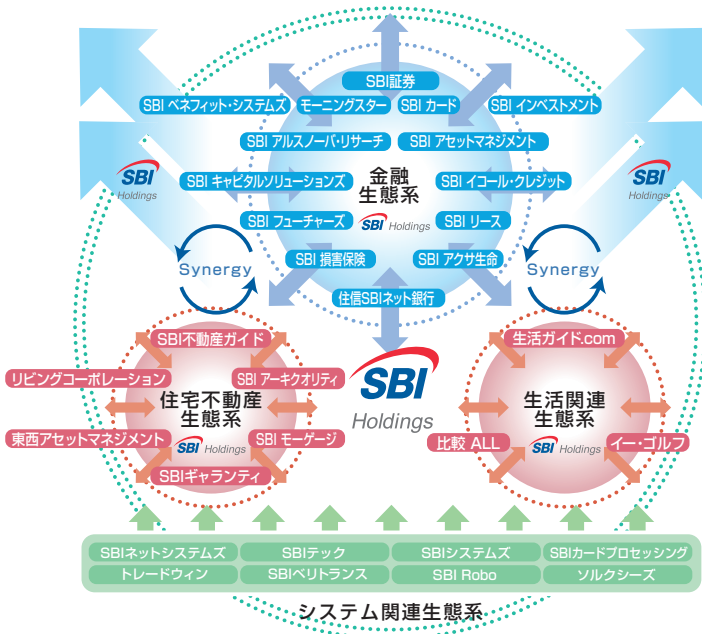 SBI証券
SBI ベネフィット・システムズ
モーニングスター
SBI カード
SBI インベストメント
SBI アルスノーバ・リサーチ
SBI アセットマネジメント
SBI Holdings
SBI キャピタルソリューションズ
金融
生態系
SBI Holdings
SBI イコール・クレジット
SBI Holdings
SBI フューチャーズ
SBI リース
Synergy
SBI 損害保険
SBI アクサ生命
Synergy
住信SBIネット銀行
SBI不動産ガイド
生活ガイド.com
リビングコーポレーション
SBI アーキクオリティ
SBI
Holdings
住宅不動産
生態系
生活関連
生態系
東西アセットマネジメント
SBI Holdings
SBI モーゲージ
比較 ALL
SBI Holdings
イー・ゴルフ
SBIギャランティ
SBIネットシステムズ
SBIテック
SBIシステムズ
SBIカードプロセッシング
トレードウィン
SBIベリトランス
SBI Robo
ソルクシーズ
システム関連生態系